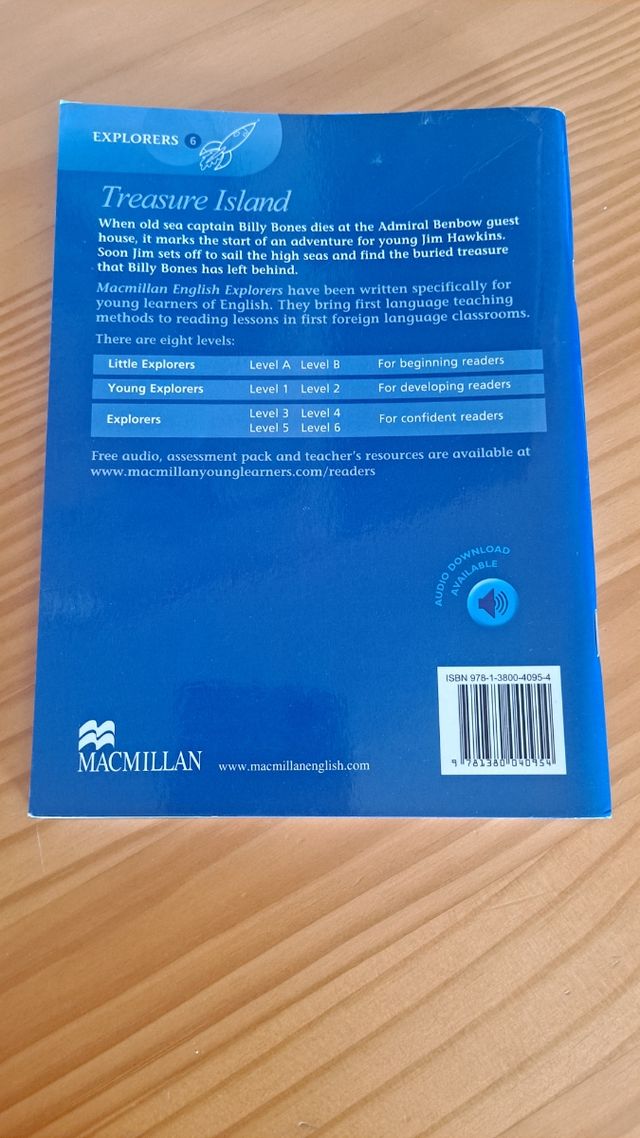 EXPLORERS 6
Treasure Island
When old sea captain Billy Bones dies at the Admiral Benbow guest
house, it marks the start of an adventure for young Jim Hawkins.
Soon Jim sets off to sail the high seas and find the buried treasure
that Billy Bones has left behind.
Macmillan English Explorers have been written specifically for
young learners of English. They bring first language teaching
methods to reading lessons in first foreign language classrooms.
There are eight levels:
Little Explorers Level A Level B For beginning readers
Young Explorers Level 1 Level 2 For developing readers
Explorers Level 3 Level 4 For confident readers
Level 5 Level 6
Free audio, assessment pack and teacher's resources are available at
www.macmillanyounglearners.com/readers
AUDIO DOWNLOAD
AVAILABLE
ISBN 978-1-3800-4095-4
9 781380 040954
MACMILLAN www.macmillanenglish.com